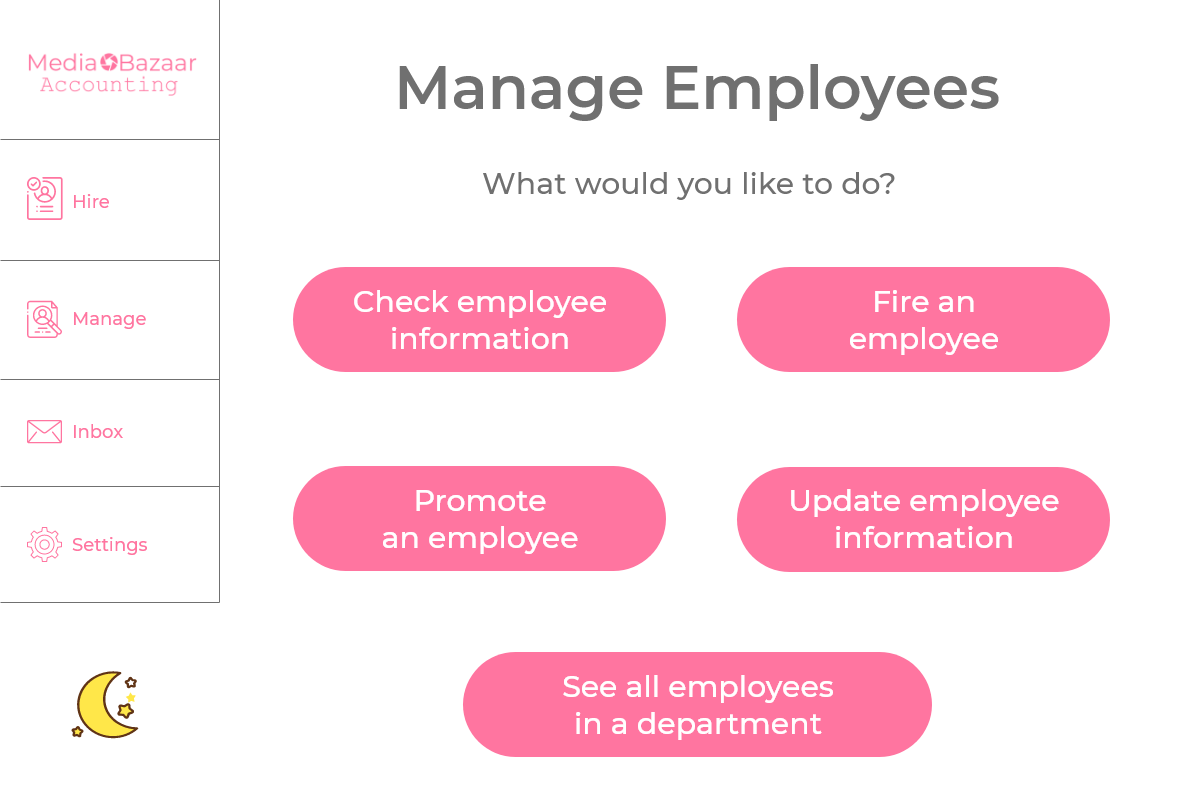 Media Bazaar
Accounting
Hire
Manage
Inbox
Settings
Manage Employees
What would you like to do?
Check employee
information
Fire an
employee
Promote
an employee
Update employee
information
See all employees
in a department